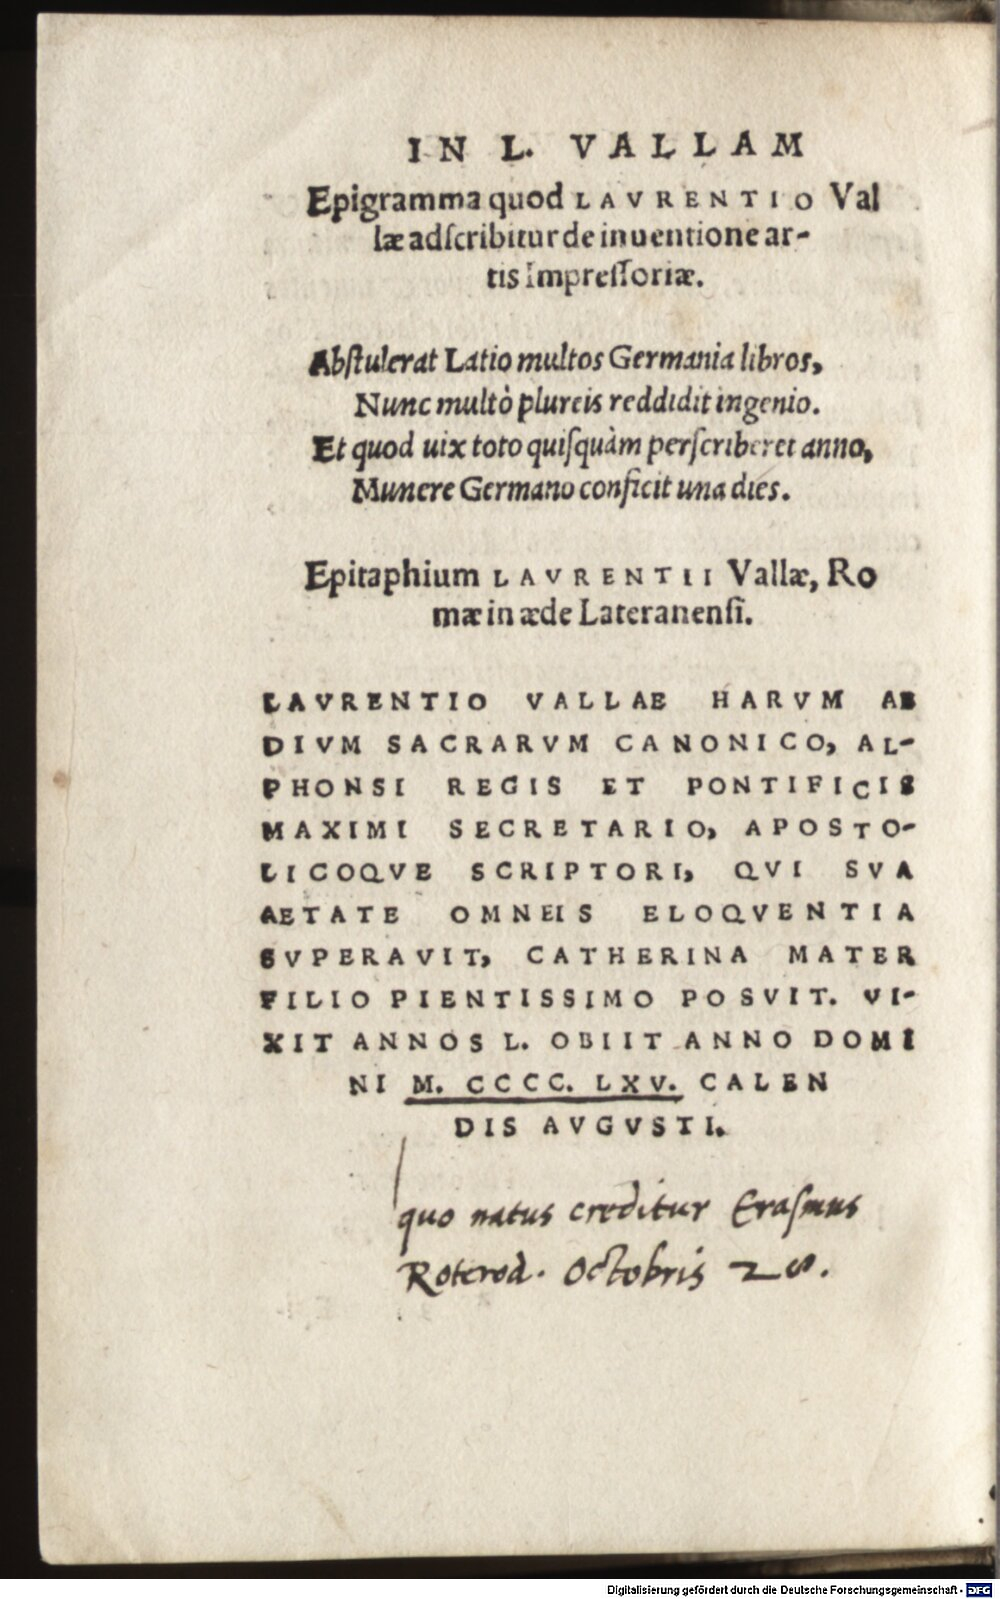 IN L. VALLAM
Epigramma quod LAVRENTIO Val
læ adſcribitur de inuentione ar-
tis Impreſſoriæ.
Abſtulerat Latio multos Germania libros,
Nunc multò plureis reddidit ingenio.
Et quod uix toto quiſquàm perſcriberet anno,
Munere Germano conficit una dies.
Epitaphium LAVRENTII Vallæ, Ro
mæ in æde Lateranenſi.
LAVRENTIO VALLAE HARVM AE
DIVM SACRARVM CANONICO, AL-
PHONSI REGIS ET PONTIFICIS
MAXIMI SECRETARIO, APOSTO-
LICOQVE SCRIPTORI, QVI SVA
AETATE OMNEIS ELOQVENTIA
SVPERAVIT, CATHERINA MATER
FILIO PIENTISSIMO POSVIT. VI-
XIT ANNOS L. OBIIT ANNO DOMI
NI M. CCCC. LXV. CALEN
DIS AVGVSTI.
quo natus creditur Eraſmus
Roterod. Octobris 28.
Digitalisierung gefördert durch die Deutsche Forschungsgemeinschaft - DFG